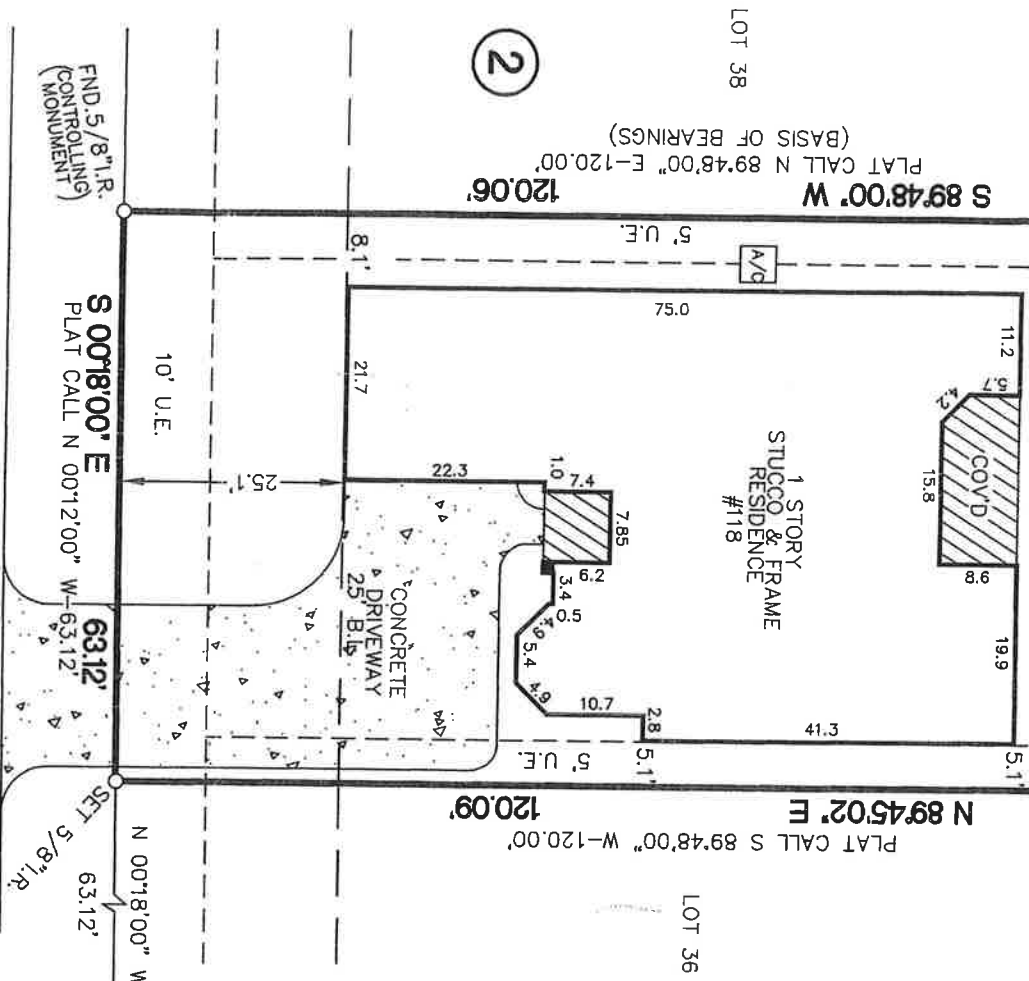 LOT 38
2
(BASIS OF BEARINGS)
PLAT CALL N 89°48'00" E-120.00'
S 89°48'00" W 120.06'
FND.5/8"I.R.
(CONTROLLING
MONUMENT)
5' U.E.
A/C
8.1'
75.0
11.2
5.7
4.2
COV'D
15.8
8.6
19.9
21.7
22.3
1.0
7.4
7.85
6.2
3.4
0.5
4.9
5.4
4.9
10.7
2.8
41.3
5.1'
5.1'
1 STORY
STUCCO & FRAME
RESIDENCE
#118
S 00°18'00" E 63.12'
PLAT CALL N 00°12'00" W-63.12'
10' U.E.
25.1'
CONCRETE
DRIVEWAY
25' B.L.
5' U.E.
N 89°45'02" E 120.09'
PLAT CALL S 89°48'00" W-120.00'
SET 5/8"I.R.
N 00°18'00" W
63.12'
LOT 36